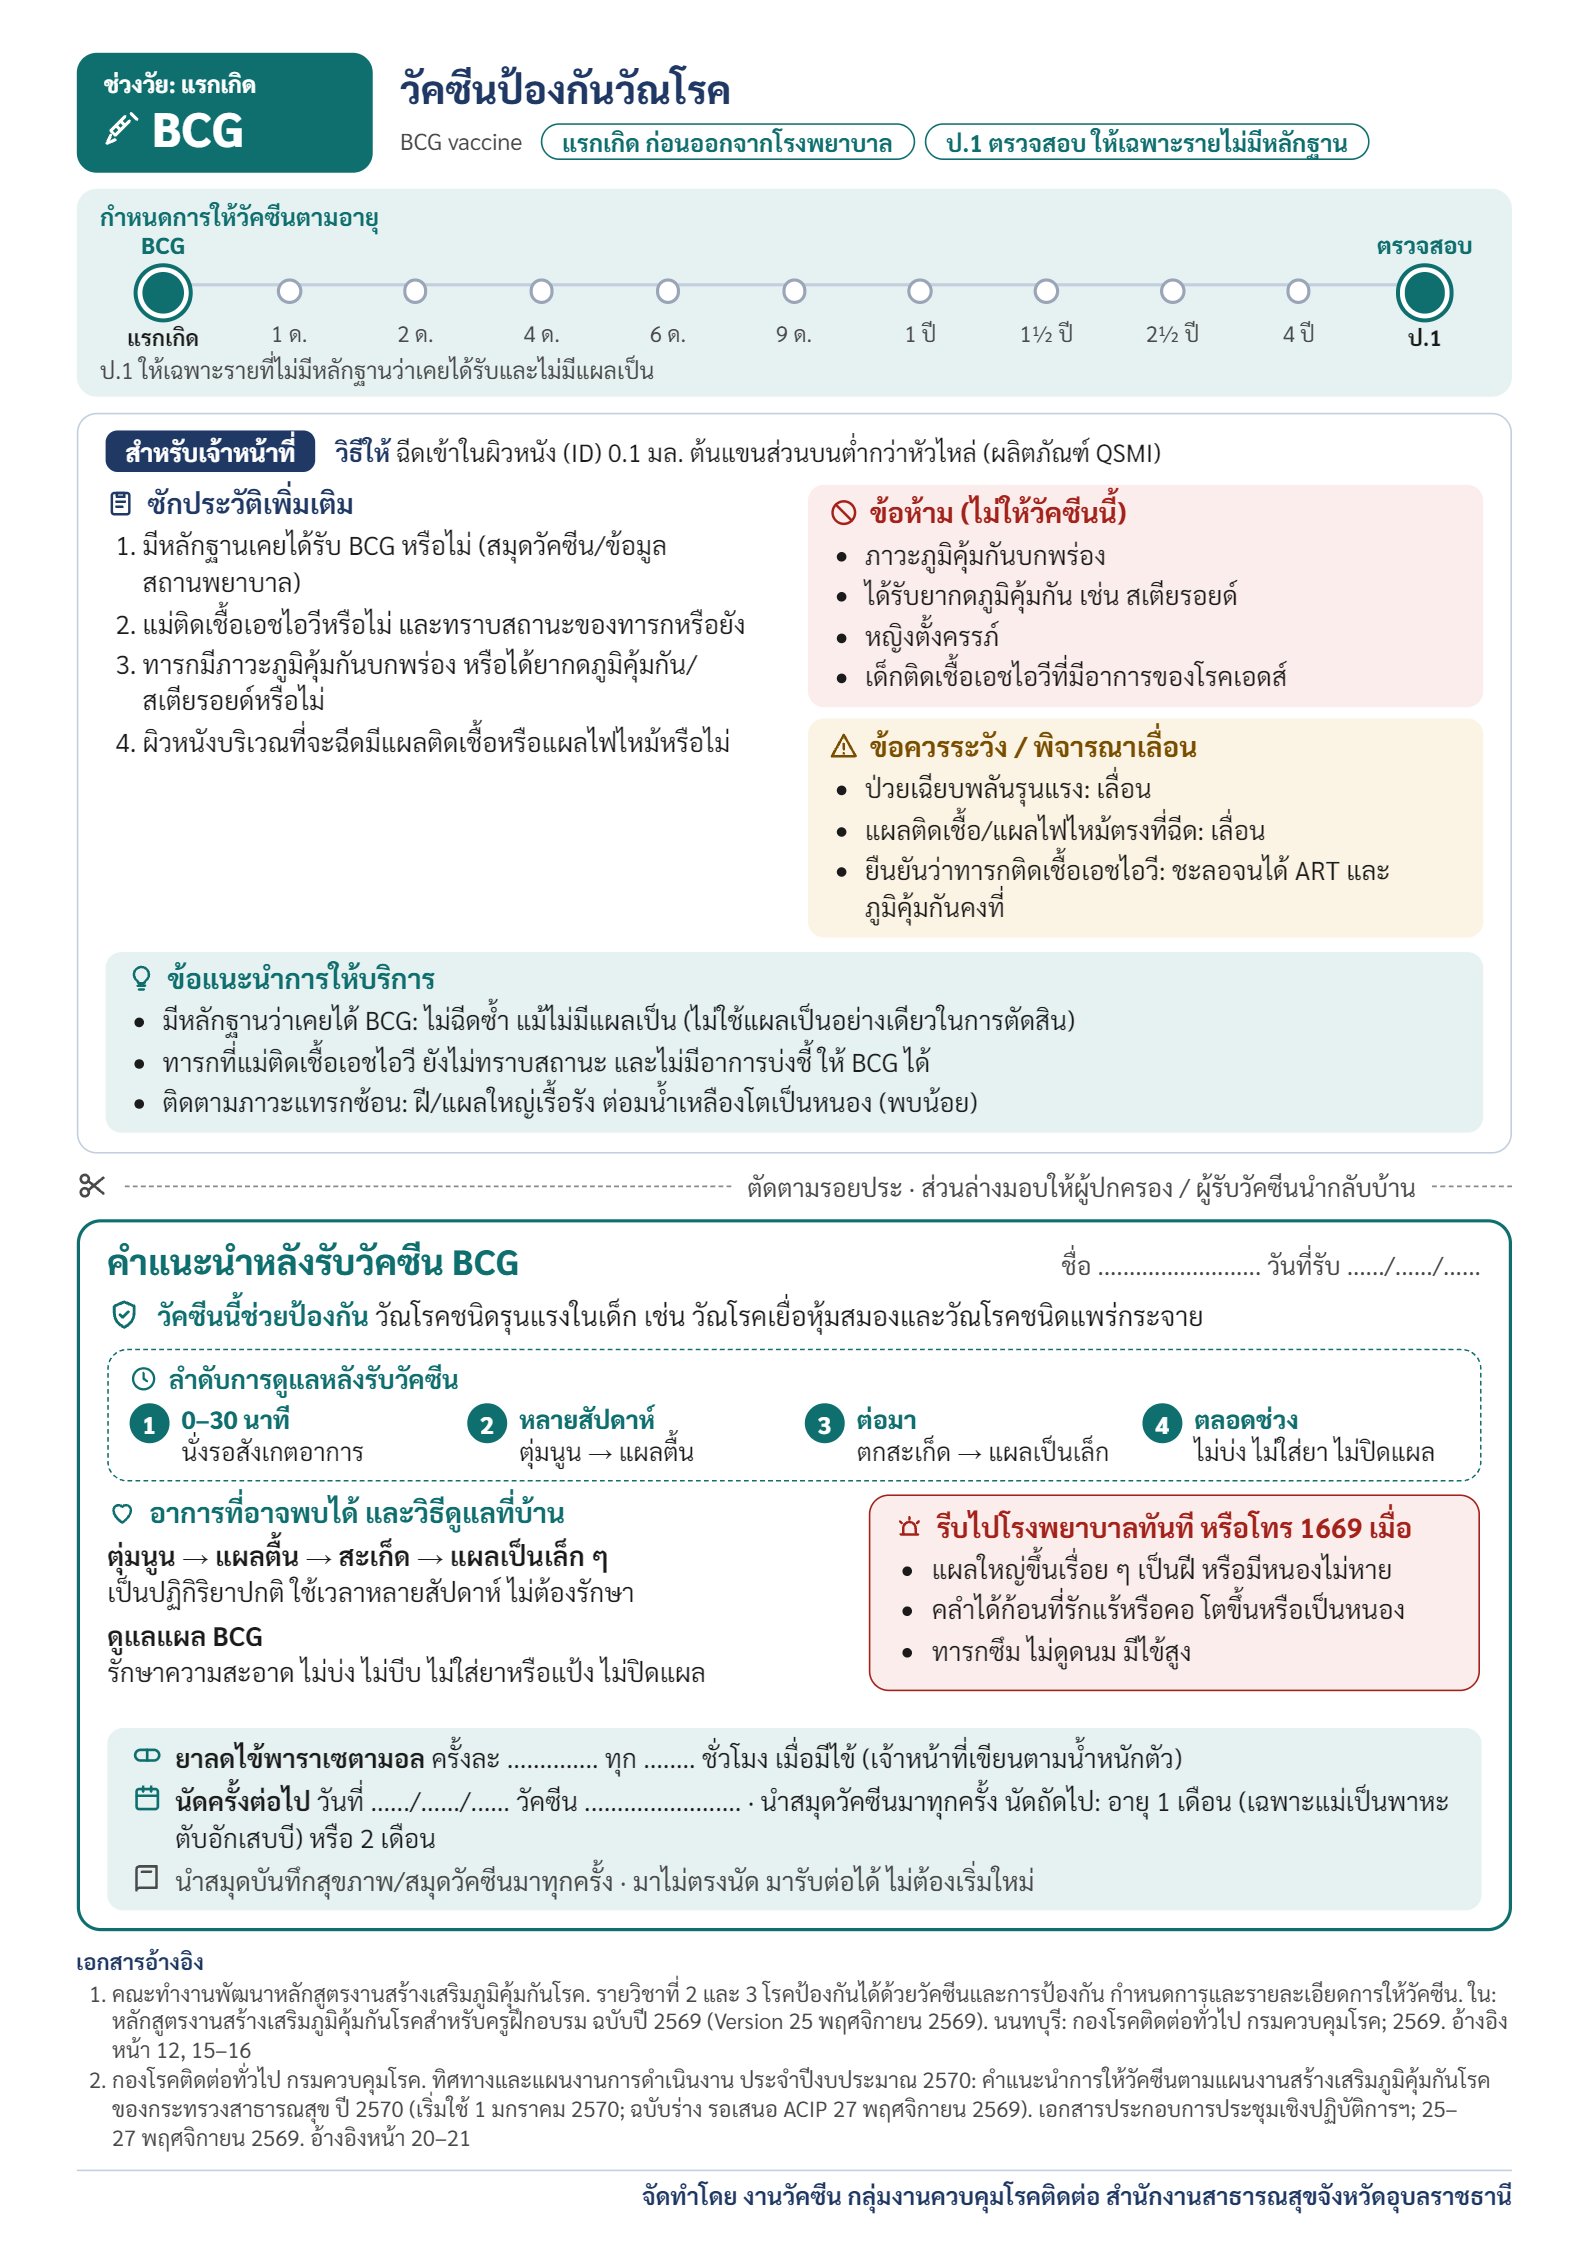 ช่วงวัย: แรกเกิด
BCG
วัคซีนป้องกันวัณโรค
BCG vaccine
แรกเกิด ก่อนออกจากโรงพยาบาล
ป.1 ตรวจสอบ ให้เฉพาะรายไม่มีหลักฐาน
กำหนดการให้วัคซีนตามอายุ
BCG
ตรวจสอบ
แรกเกิด 1 ด. 2 ด. 4 ด. 6 ด. 9 ด. 1 ปี 1½ ปี 2½ ปี 4 ปี ป.1
ป.1 ให้เฉพาะรายที่ไม่มีหลักฐานว่าเคยได้รับและไม่มีแผลเป็น
สำหรับเจ้าหน้าที่ วิธีให้ ฉีดเข้าในผิวหนัง (ID) 0.1 มล. ต้นแขนส่วนบนต่ำกว่าหัวไหล่ (ผลิตภัณฑ์ QSMI)
ซักประวัติเพิ่มเติม
1. มีหลักฐานเคยได้รับ BCG หรือไม่ (สมุดวัคซีน/ข้อมูล
สถานพยาบาล)
2. แม่ติดเชื้อเอชไอวีหรือไม่ และทราบสถานะของทารกหรือยัง
3. ทารกมีภาวะภูมิคุ้มกันบกพร่อง หรือได้ยากดภูมิคุ้มกัน/
สเตียรอยด์หรือไม่
4. ผิวหนังบริเวณที่จะฉีดมีแผลติดเชื้อหรือแผลไฟไหม้หรือไม่
ข้อห้าม (ไม่ให้วัคซีนนี้)
• ภาวะภูมิคุ้มกันบกพร่อง
• ได้รับยากดภูมิคุ้มกัน เช่น สเตียรอยด์
• หญิงตั้งครรภ์
• เด็กติดเชื้อเอชไอวีที่มีอาการของโรคเอดส์
ข้อควรระวัง / พิจารณาเลื่อน
• ป่วยเฉียบพลันรุนแรง: เลื่อน
• แผลติดเชื้อ/แผลไฟไหม้ตรงที่ฉีด: เลื่อน
• ยืนยันว่าทารกติดเชื้อเอชไอวี: ชะลอจนได้ ART และ
ภูมิคุ้มกันคงที่
ข้อแนะนำการให้บริการ
• มีหลักฐานว่าเคยได้ BCG: ไม่ฉีดซ้ำ แม้ไม่มีแผลเป็น (ไม่ใช้แผลเป็นอย่างเดียวในการตัดสิน)
• ทารกที่แม่ติดเชื้อเอชไอวี ยังไม่ทราบสถานะ และไม่มีอาการบ่งชี้ ให้ BCG ได้
• ติดตามภาวะแทรกซ้อน: ฝี/แผลใหญ่เรื้อรัง ต่อมน้ำเหลืองโตเป็นหนอง (พบน้อย)
ตัดตามรอยประ · ส่วนล่างมอบให้ผู้ปกครอง / ผู้รับวัคซีนนำกลับบ้าน
คำแนะนำหลังรับวัคซีน BCG
ชื่อ ......................... วันที่รับ ....../....../......
วัคซีนนี้ช่วยป้องกัน วัณโรคชนิดรุนแรงในเด็ก เช่น วัณโรคเยื่อหุ้มสมองและวัณโรคชนิดแพร่กระจาย
ลำดับการดูแลหลังรับวัคซีน
1 0–30 นาที
นั่งรอสังเกตอาการ
2 หลายสัปดาห์
ตุ่มนูน → แผลตื้น
3 ต่อมา
ตกสะเก็ด → แผลเป็นเล็ก
4 ตลอดช่วง
ไม่บ่ง ไม่ใส่ยา ไม่ปิดแผล
อาการที่อาจพบได้ และวิธีดูแลที่บ้าน
ตุ่มนูน → แผลตื้น → สะเก็ด → แผลเป็นเล็ก ๆ
เป็นปฏิกิริยาปกติ ใช้เวลาหลายสัปดาห์ ไม่ต้องรักษา
ดูแลแผล BCG
รักษาความสะอาด ไม่บ่ง ไม่บีบ ไม่ใส่ยาหรือแป้ง ไม่ปิดแผล
รีบไปโรงพยาบาลทันที หรือโทร 1669 เมื่อ
• แผลใหญ่ขึ้นเรื่อย ๆ เป็นฝี หรือมีหนองไม่หาย
• คลำได้ก้อนที่รักแร้หรือคอ โตขึ้นหรือเป็นหนอง
• ทารกซึม ไม่ดูดนม มีไข้สูง
ยาลดไข้พาราเซตามอล ครั้งละ .............. ทุก ........ ชั่วโมง เมื่อมีไข้ (เจ้าหน้าที่เขียนตามน้ำหนักตัว)
นัดครั้งต่อไป วันที่ ....../....../...... วัคซีน ........................ · นำสมุดวัคซีนมาทุกครั้ง นัดถัดไป: อายุ 1 เดือน (เฉพาะแม่เป็นพาหะ
ตับอักเสบบี) หรือ 2 เดือน
นำสมุดบันทึกสุขภาพ/สมุดวัคซีนมาทุกครั้ง · มาไม่ตรงนัด มารับต่อได้ ไม่ต้องเริ่มใหม่
เอกสารอ้างอิง
1. คณะทำงานพัฒนาหลักสูตรงานสร้างเสริมภูมิคุ้มกันโรค. รายวิชาที่ 2 และ 3 โรคป้องกันได้ด้วยวัคซีนและการป้องกัน กำหนดการและรายละเอียดการให้วัคซีน. ใน:
หลักสูตรงานสร้างเสริมภูมิคุ้มกันโรคสำหรับครูฝึกอบรม ฉบับปี 2569 (Version 25 พฤศจิกายน 2569). นนทบุรี: กองโรคติดต่อทั่วไป กรมควบคุมโรค; 2569. อ้างอิง
หน้า 12, 15–16
2. กองโรคติดต่อทั่วไป กรมควบคุมโรค. ทิศทางและแผนงานการดำเนินงาน ประจำปีงบประมาณ 2570: คำแนะนำการให้วัคซีนตามแผนงานสร้างเสริมภูมิคุ้มกันโรค
ของกระทรวงสาธารณสุข ปี 2570 (เริ่มใช้ 1 มกราคม 2570; ฉบับร่าง รอเสนอ ACIP 27 พฤศจิกายน 2569). เอกสารประกอบการประชุมเชิงปฏิบัติการฯ; 25–
27 พฤศจิกายน 2569. อ้างอิงหน้า 20–21
จัดทำโดย งานวัคซีน กลุ่มงานควบคุมโรคติดต่อ สำนักงานสาธารณสุขจังหวัดอุบลราชธานี